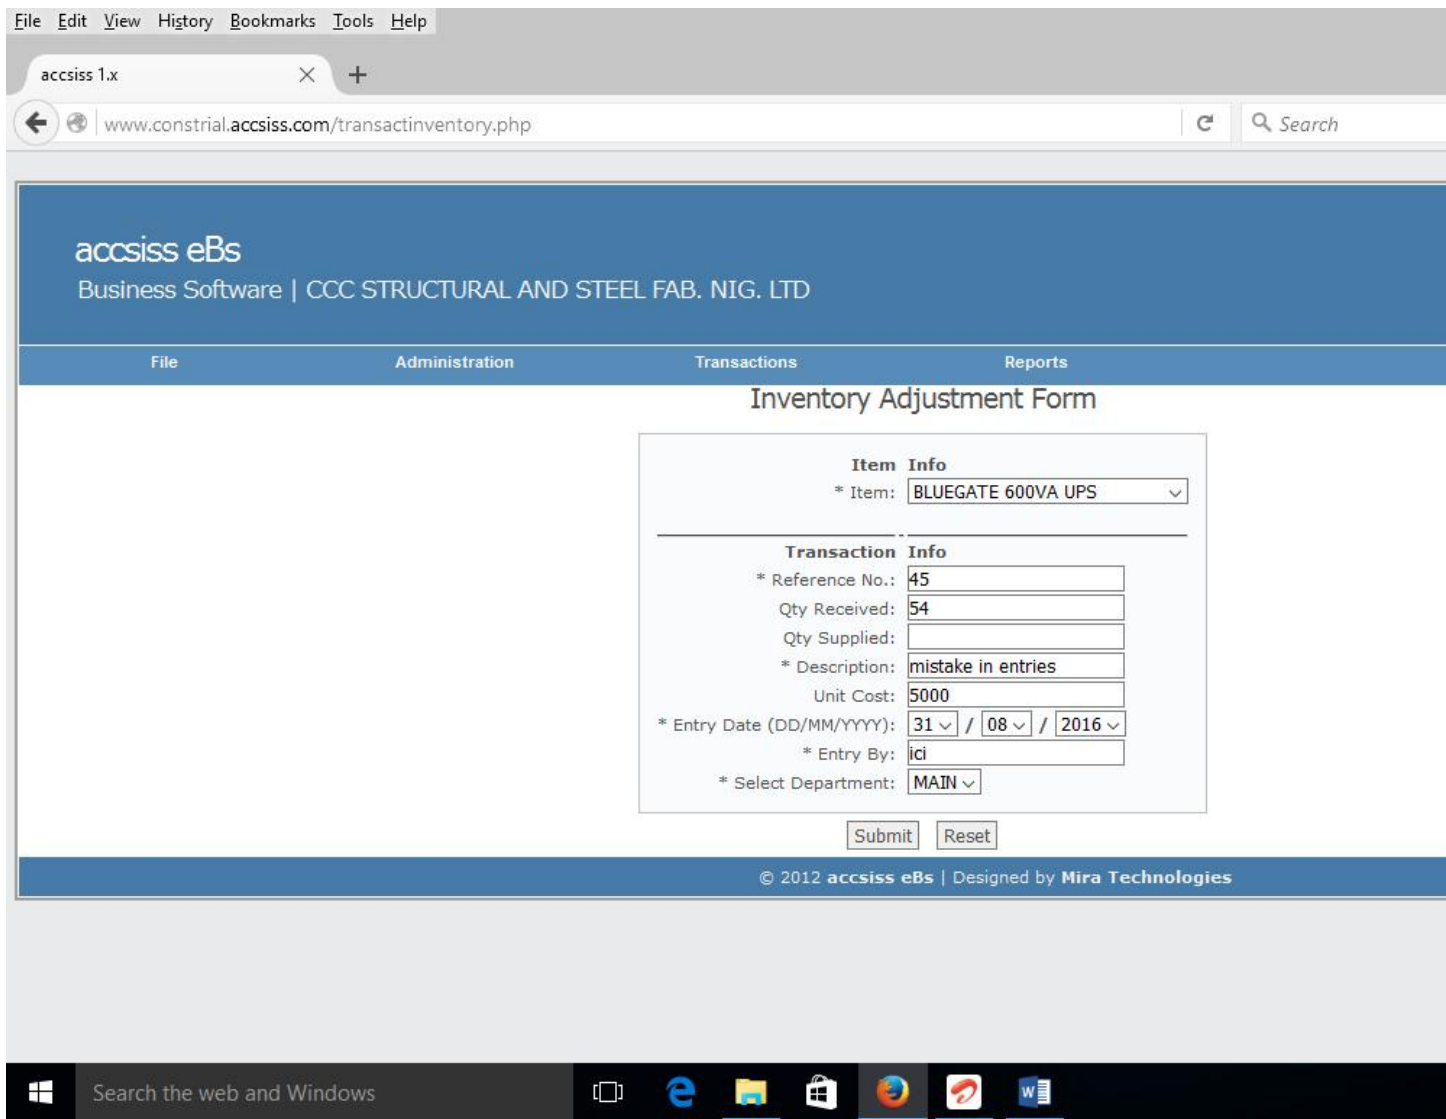 File Edit View History Bookmarks Tools Help
accsiss 1.x
www.constrial.accsiss.com/transactinventory.php
Search
accsiss eBs
Business Software | CCC STRUCTURAL AND STEEL FAB. NIG. LTD
File Administration Transactions Reports
Inventory Adjustment Form
Item Info
* Item: BLUEGATE 600VA UPS
-
Transaction Info
* Reference No.: 45
Qty Received: 54
Qty Supplied:
* Description: mistake in entries
Unit Cost: 5000
* Entry Date (DD/MM/YYYY): 31 / 08 / 2016
* Entry By: ici
* Select Department: MAIN
Submit Reset
© 2012 accsiss eBs | Designed by Mira Technologies
Search the web and Windows